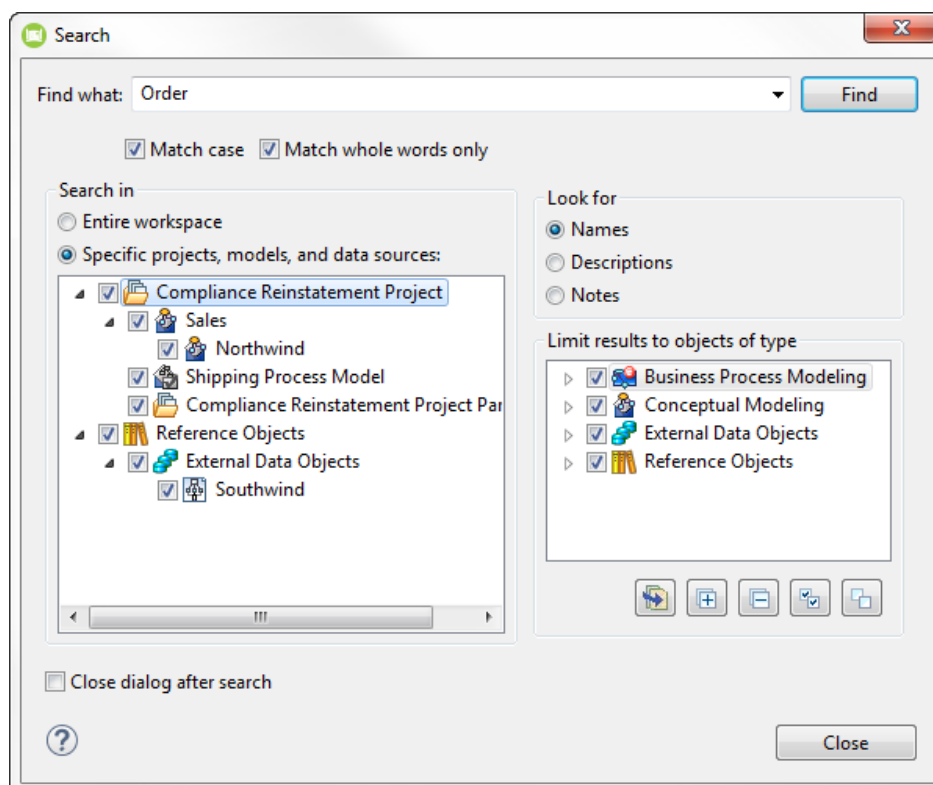 Search
Find what: Order Find
Match case Match whole words only
Search in
Entire workspace
Specific projects, models, and data sources:
Compliance Reinstatement Project
Sales
Northwind
Shipping Process Model
Compliance Reinstatement Project Par
Reference Objects
External Data Objects
Southwind
Look for
Names
Descriptions
Notes
Limit results to objects of type
Business Process Modeling
Conceptual Modeling
External Data Objects
Reference Objects
Close dialog after search
Close